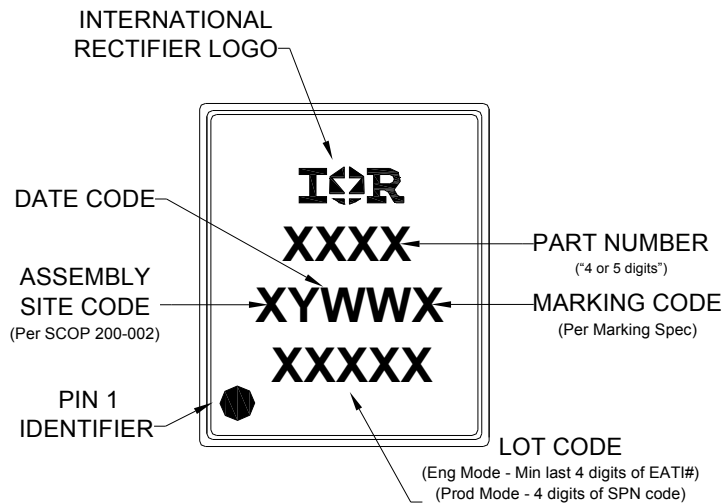 INTERNATIONAL
RECTIFIER LOGO
IOR
DATE CODE
XXXX
PART NUMBER
("4 or 5 digits")
ASSEMBLY
SITE CODE
(Per SCOP 200-002)
XYWWX
MARKING CODE
(Per Marking Spec)
XXXXX
PIN 1
IDENTIFIER
LOT CODE
(Eng Mode - Min last 4 digits of EATI#)
(Prod Mode - 4 digits of SPN code)